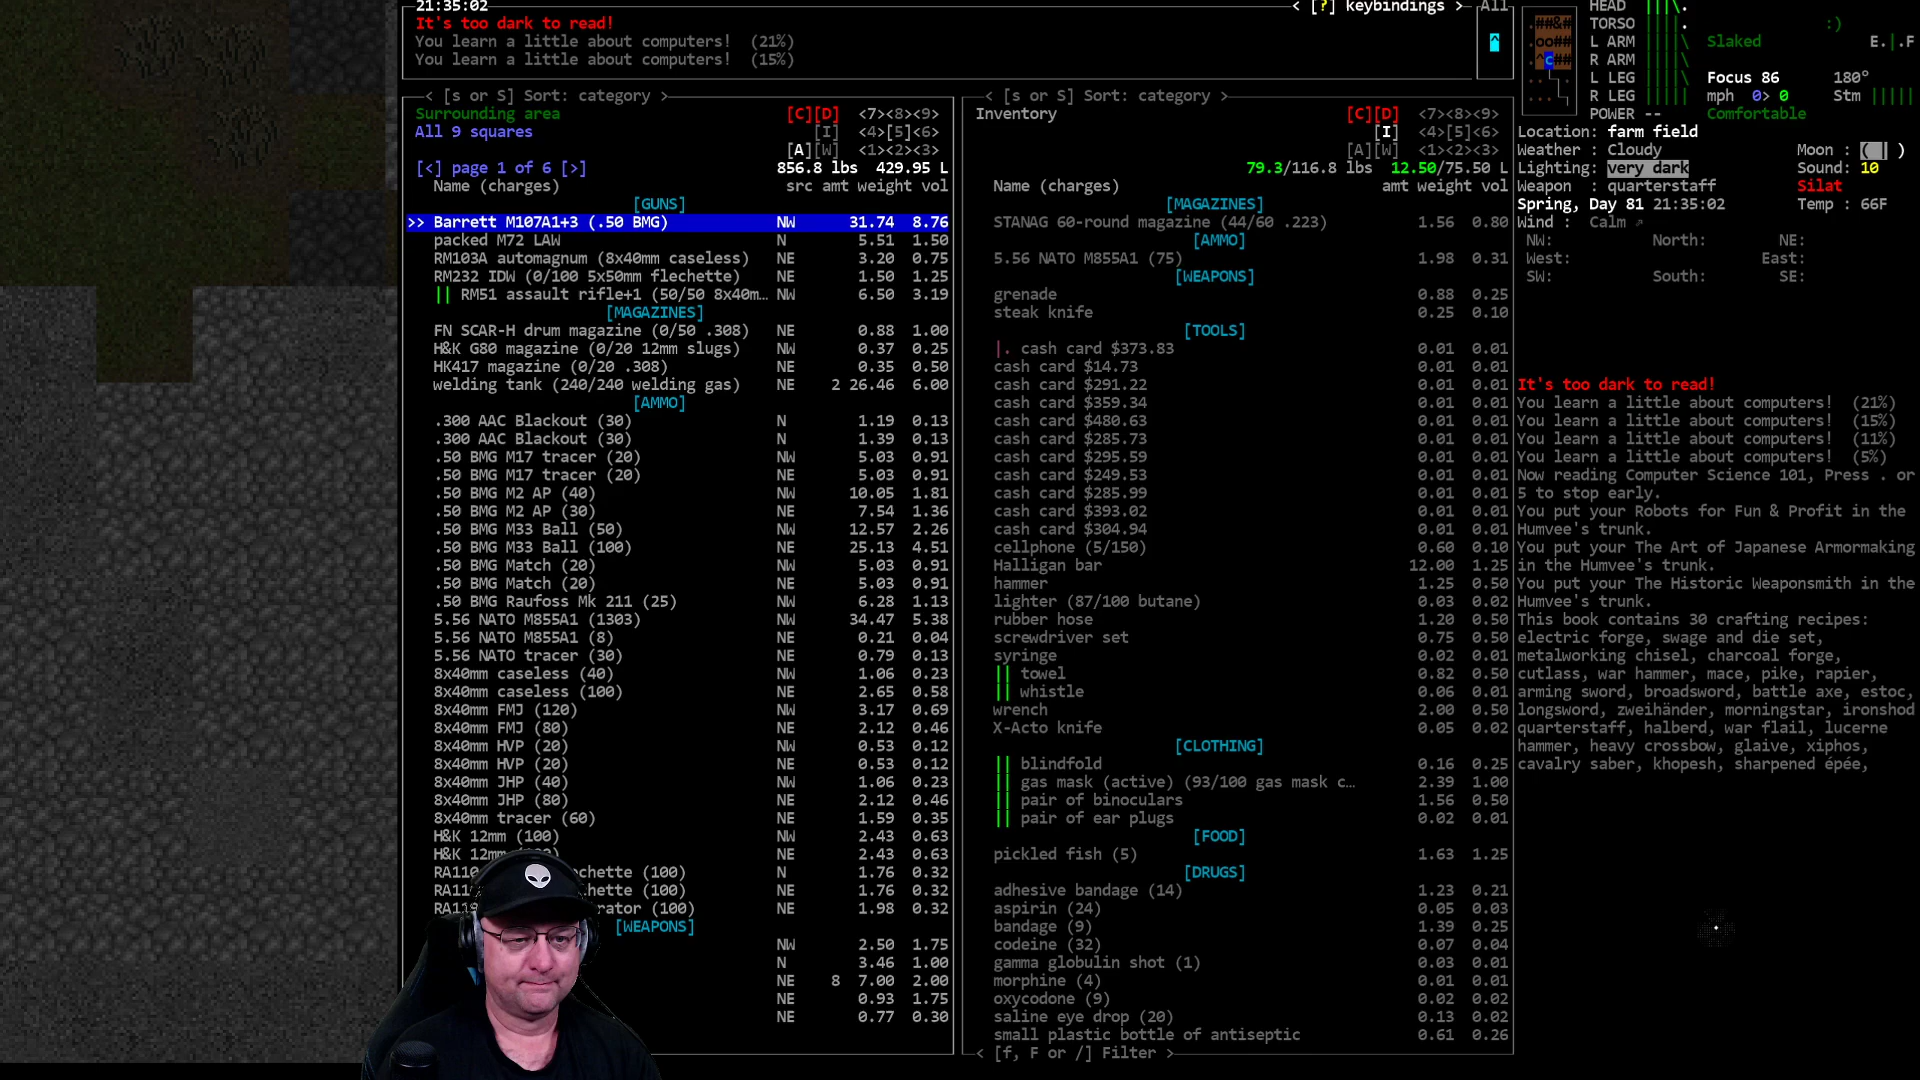 21:35:02
It's too dark to read!
You learn a little about computers!  (21%)
You learn a little about computers!  (15%)
< [?] keybindings >
All
^
< [s or S] Sort: category >
Surrounding area [C][D] <7><8><9>
All 9 squares [I] <4>[5]<6>
[A][W] <1><2><3>
[<] page 1 of 6 [>] 856.8 lbs 429.95 L
Name (charges) src amt weight vol
[GUNS]
>> Barrett M107A1+3 (.50 BMG) NW 31.74 8.76
packed M72 LAW N 5.51 1.50
RM103A automagnum (8x40mm caseless) NE 3.20 0.75
RM232 IDW (0/100 5x50mm flechette) NE 1.50 1.25
|| RM51 assault rifle+1 (50/50 8x40m… NW 6.50 3.19
[MAGAZINES]
FN SCAR-H drum magazine (0/50 .308) NE 0.88 1.00
H&K G80 magazine (0/20 12mm slugs) NW 0.37 0.25
HK417 magazine (0/20 .308) NW 0.35 0.50
welding tank (240/240 welding gas) NE 2 26.46 6.00
[AMMO]
.300 AAC Blackout (30) N 1.19 0.13
.300 AAC Blackout (30) N 1.39 0.13
.50 BMG M17 tracer (20) NW 5.03 0.91
.50 BMG M17 tracer (20) NE 5.03 0.91
.50 BMG M2 AP (40) NW 10.05 1.81
.50 BMG M2 AP (30) NE 7.54 1.36
.50 BMG M33 Ball (50) NW 12.57 2.26
.50 BMG M33 Ball (100) NE 25.13 4.51
.50 BMG Match (20) NW 5.03 0.91
.50 BMG Match (20) NE 5.03 0.91
.50 BMG Raufoss Mk 211 (25) NW 6.28 1.13
5.56 NATO M855A1 (1303) NW 34.47 5.38
5.56 NATO M855A1 (8) NE 0.21 0.04
5.56 NATO tracer (30) NE 0.79 0.13
8x40mm caseless (40) NW 1.06 0.23
8x40mm caseless (100) NE 2.65 0.58
8x40mm FMJ (120) NW 3.17 0.69
8x40mm FMJ (80) NE 2.12 0.46
8x40mm HVP (20) NW 0.53 0.12
8x40mm HVP (20) NE 0.53 0.12
8x40mm JHP (40) NW 1.06 0.23
8x40mm JHP (80) NE 2.12 0.46
8x40mm tracer (60) NE 1.59 0.35
H&K 12mm (100) NW 2.43 0.63
H&K 12mm NE 2.43 0.63
(100) N 1.76 0.32
(100) NE 1.76 0.32
(100) NE 1.98 0.32
[WEAPONS]
NW 2.50 1.75
N 3.46 1.00
NE 8 7.00 2.00
NE 0.93 1.75
NE 0.77 0.30
< [s or S] Sort: category >
Inventory [C][D] <7><8><9>
[I] <4>[5]<6>
[A][W] <1><2><3>
79.3/116.8 lbs 12.50/75.50 L
Name (charges) amt weight vol
[MAGAZINES]
STANAG 60-round magazine (44/60 .223) 1.56 0.80
[AMMO]
5.56 NATO M855A1 (75) 1.98 0.31
[WEAPONS]
grenade 0.88 0.25
steak knife 0.25 0.10
[TOOLS]
|. cash card $373.83 0.01 0.01
cash card $14.73 0.01 0.01
cash card $291.22 0.01 0.01
cash card $359.34 0.01 0.01
cash card $480.63 0.01 0.01
cash card $285.73 0.01 0.01
cash card $295.59 0.01 0.01
cash card $249.53 0.01 0.01
cash card $285.99 0.01 0.01
cash card $393.02 0.01 0.01
cash card $304.94 0.01 0.01
cellphone (5/150) 0.60 0.10
Halligan bar 12.00 1.25
hammer 1.25 0.50
lighter (87/100 butane) 0.03 0.02
rubber hose 1.20 0.50
screwdriver set 0.75 0.50
syringe 0.02 0.01
|| towel 0.82 0.50
|| whistle 0.06 0.01
wrench 2.00 0.50
X-Acto knife 0.05 0.02
[CLOTHING]
|| blindfold 0.16 0.25
|| gas mask (active) (93/100 gas mask c… 2.39 1.00
|| pair of binoculars 1.56 0.50
|| pair of ear plugs 0.02 0.01
[FOOD]
pickled fish (5) 1.63 1.25
[DRUGS]
adhesive bandage (14) 1.23 0.21
aspirin (24) 0.05 0.03
bandage (9) 1.39 0.25
codeine (32) 0.07 0.04
gamma globulin shot (1) 0.03 0.01
morphine (4) 0.01 0.01
oxycodone (9) 0.02 0.02
saline eye drop (20) 0.13 0.02
small plastic bottle of antiseptic 0.61 0.26
< [f, F or /] Filter >
HEAD |||\.
TORSO ||||. :)
L ARM ||||\ Slaked E.|.F
R ARM ||||\
L LEG ||||\ Focus 86 180°
R LEG ||||| mph 0> 0 Stm |||||
POWER -- Comfortable
Location: farm field
Weather : Cloudy Moon : ( | )
Lighting: very dark Sound: 10
Weapon : quarterstaff Silat
Spring, Day 81 21:35:02 Temp : 66F
Wind : Calm
NW: North: NE:
West: East:
SW: South: SE:
It's too dark to read!
You learn a little about computers!  (21%)
You learn a little about computers!  (15%)
You learn a little about computers!  (11%)
You learn a little about computers!  (5%)
Now reading Computer Science 101, Press . or
5 to stop early.
You put your Robots for Fun & Profit in the
Humvee's trunk.
You put your The Art of Japanese Armormaking
in the Humvee's trunk.
You put your The Historic Weaponsmith in the
Humvee's trunk.
This book contains 30 crafting recipes:
electric forge, swage and die set,
metalworking chisel, charcoal forge,
cutlass, war hammer, mace, pike, rapier,
arming sword, broadsword, battle axe, estoc,
longsword, zweihänder, morningstar, ironshod
quarterstaff, halberd, war flail, lucerne
hammer, heavy crossbow, glaive, xiphos,
cavalry saber, khopesh, sharpened épée,